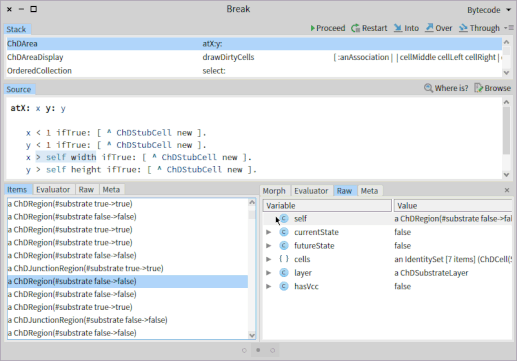 Break
Bytecode
Stack
Proceed Restart Into Over Through
ChDArea atX:y:
ChDAreaDisplay drawDirtyCells [ :anAssociation | | cellMiddle cellLeft cellRight |
OrderedCollection select:
Source
Where is? Browse
atX: x y: y
x < 1 ifTrue: [ ^ ChDStubCell new ].
y < 1 ifTrue: [ ^ ChDStubCell new ].
x > self width ifTrue: [ ^ ChDStubCell new ].
y > self height ifTrue: [ ^ ChDStubCell new ].
Items Evaluator Raw Meta
a ChDRegion(#substrate true->true)
a ChDRegion(#substrate false->false)
a ChDRegion(#substrate true->true)
a ChDRegion(#substrate false->false)
a ChDRegion(#substrate true->true)
a ChDJunctionRegion(#substrate true->true)
a ChDRegion(#substrate false->false)
a ChDRegion(#substrate false->false)
a ChDRegion(#substrate true->true)
a ChDJunctionRegion(#substrate false->false)
a ChDRegion(#substrate false->false)
Morph Evaluator Raw Meta
Variable Value
self a ChDRegion(#substrate false->fal
currentState false
futureState false
cells an IdentitySet [7 items] (ChDCell(
layer a ChDSubstrateLayer
hasVcc false